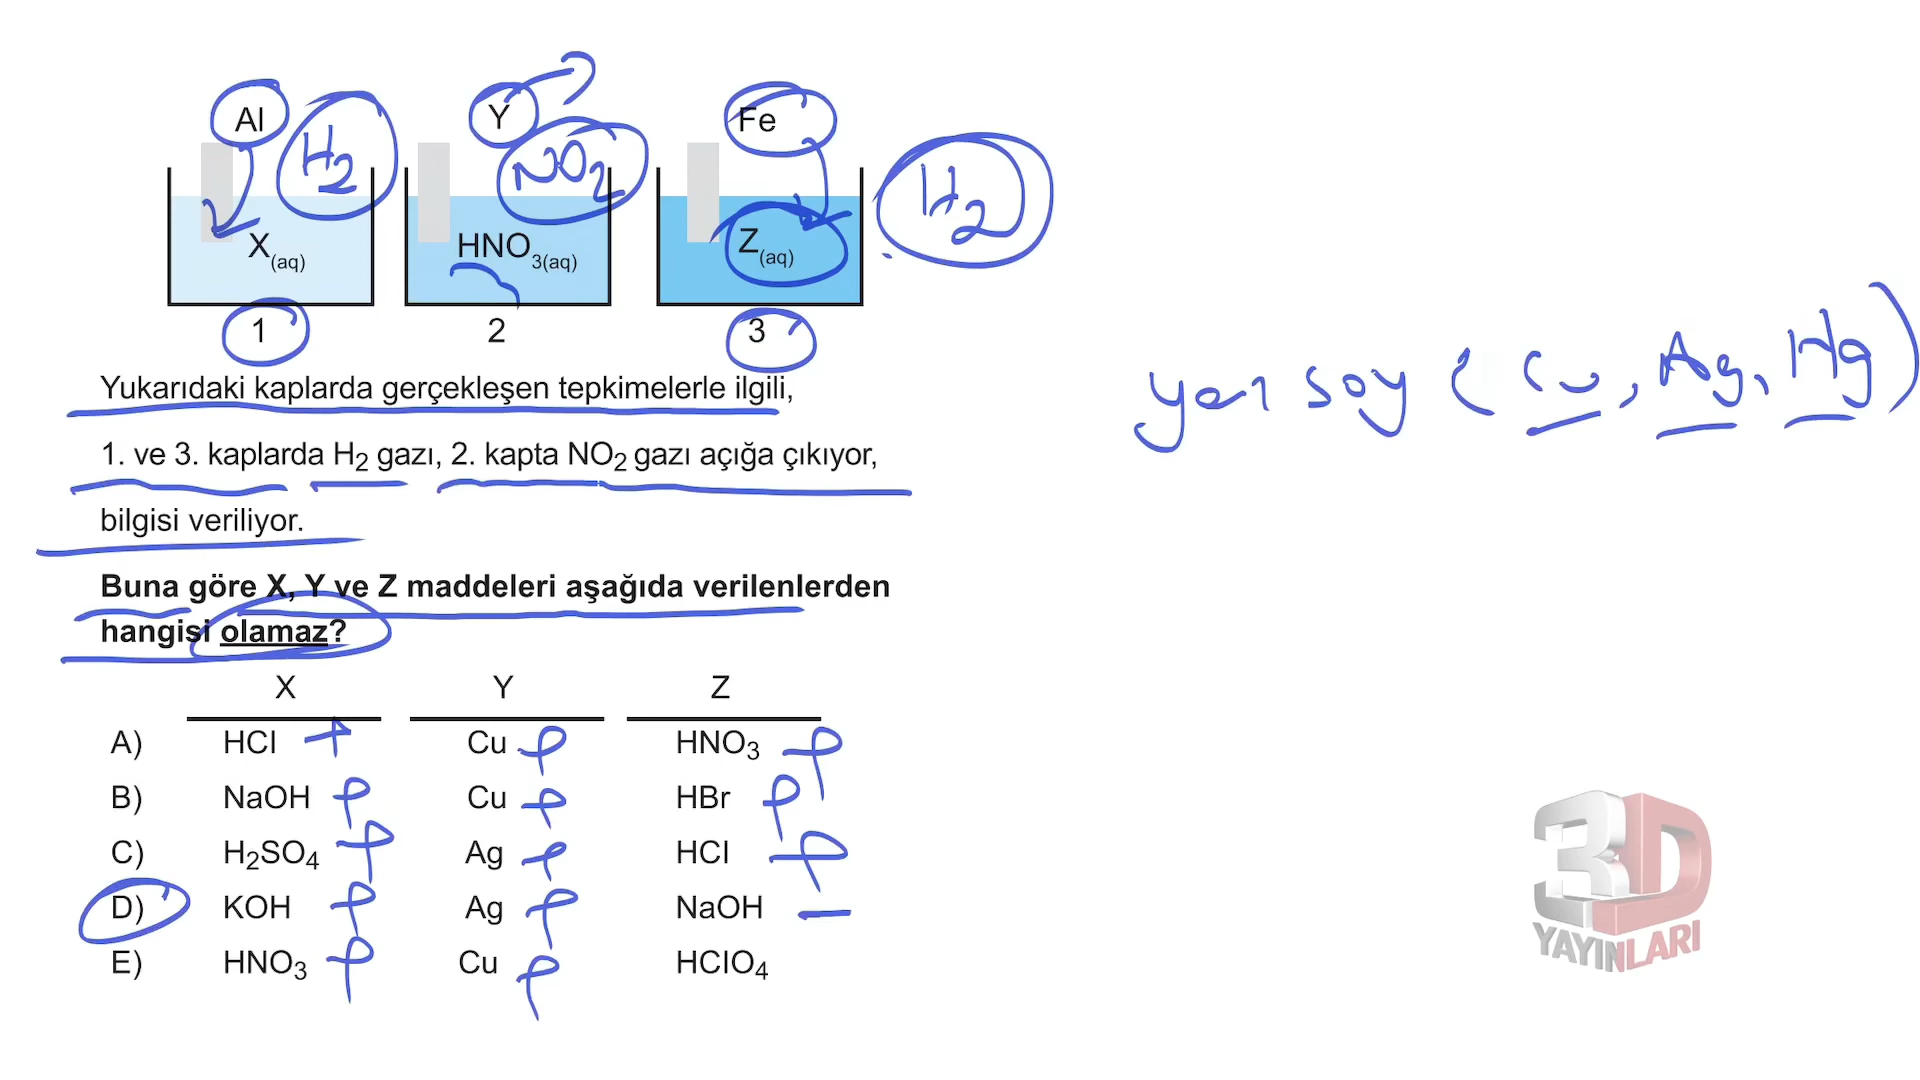 Al H₂ Y NO₂ Fe H₂
X(aq) HNO3(aq) Z(aq)
1 2 3
yarı soy (Cu, Ag, Hg)
Yukarıdaki kaplarda gerçekleşen tepkimelerle ilgili,
1. ve 3. kaplarda H₂ gazı, 2. kapta NO₂ gazı açığa çıkıyor,
bilgisi veriliyor.
Buna göre X, Y ve Z maddeleri aşağıda verilenlerden
hangisi olamaz?
X Y Z
A) HCl + Cu + HNO₃ +
B) NaOH + Cu + HBr +
C) H₂SO₄ + Ag + HCl +
D) KOH + Ag + NaOH –
E) HNO₃ + Cu + HClO₄
3D
YAYINLARI